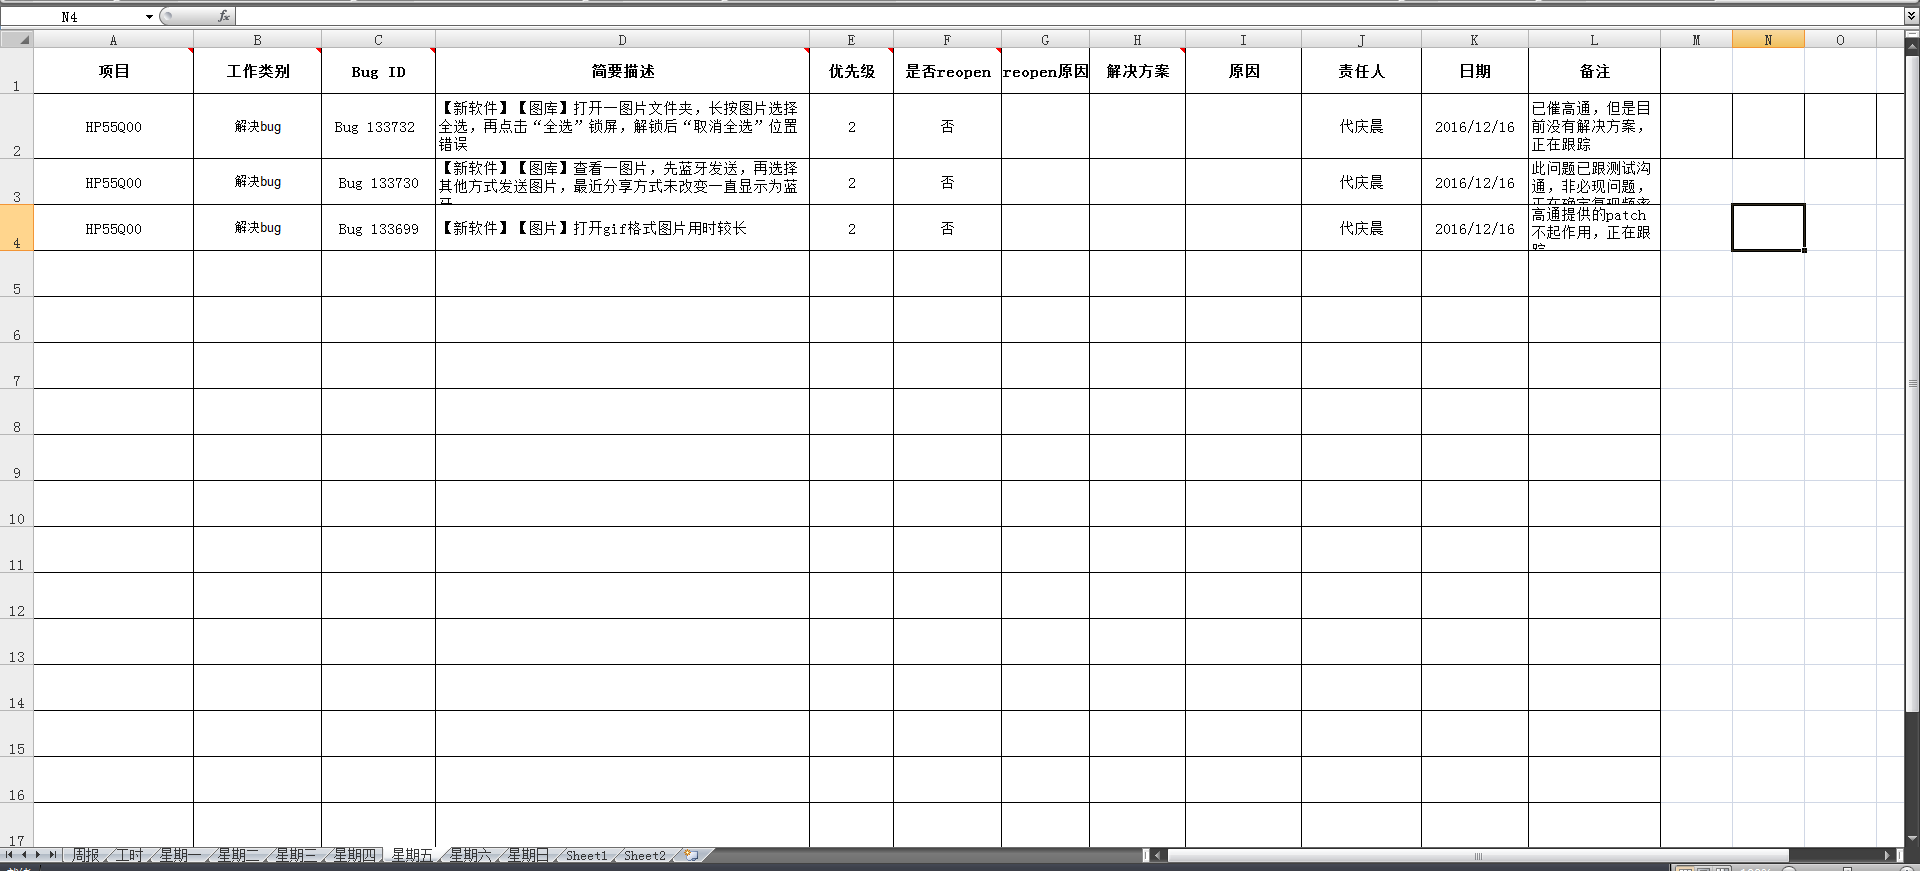 N4
fx
A B C D E F G H I J K L M N O
1 项目 工作类别 Bug ID 简要描述 优先级 是否reopen reopen原因 解决方案 原因 责任人 日期 备注
【新软件】【图库】打开一图片文件夹，长按图片选择 已催高通，但是目
2 HP55Q00 解决bug Bug 133732 全选，再点击“全选”锁屏，解锁后“取消全选”位置 2 否 代庆晨 2016/12/16 前没有解决方案，
错误 正在跟踪
【新软件】【图库】查看一图片，先蓝牙发送，再选择 此问题已跟测试沟
3 HP55Q00 解决bug Bug 133730 其他方式发送图片，最近分享方式未改变一直显示为蓝 2 否 代庆晨 2016/12/16 通，非必现问题，
正在确定复现频率
高通提供的patch
4 HP55Q00 解决bug Bug 133699 【新软件】【图片】打开gif格式图片用时较长 2 否 代庆晨 2016/12/16 不起作用，正在跟
5
6
7
8
9
10
11
12
13
14
15
16
17
周报 工时 星期一 星期二 星期三 星期四 星期五 星期六 星期日 Sheet1 Sheet2